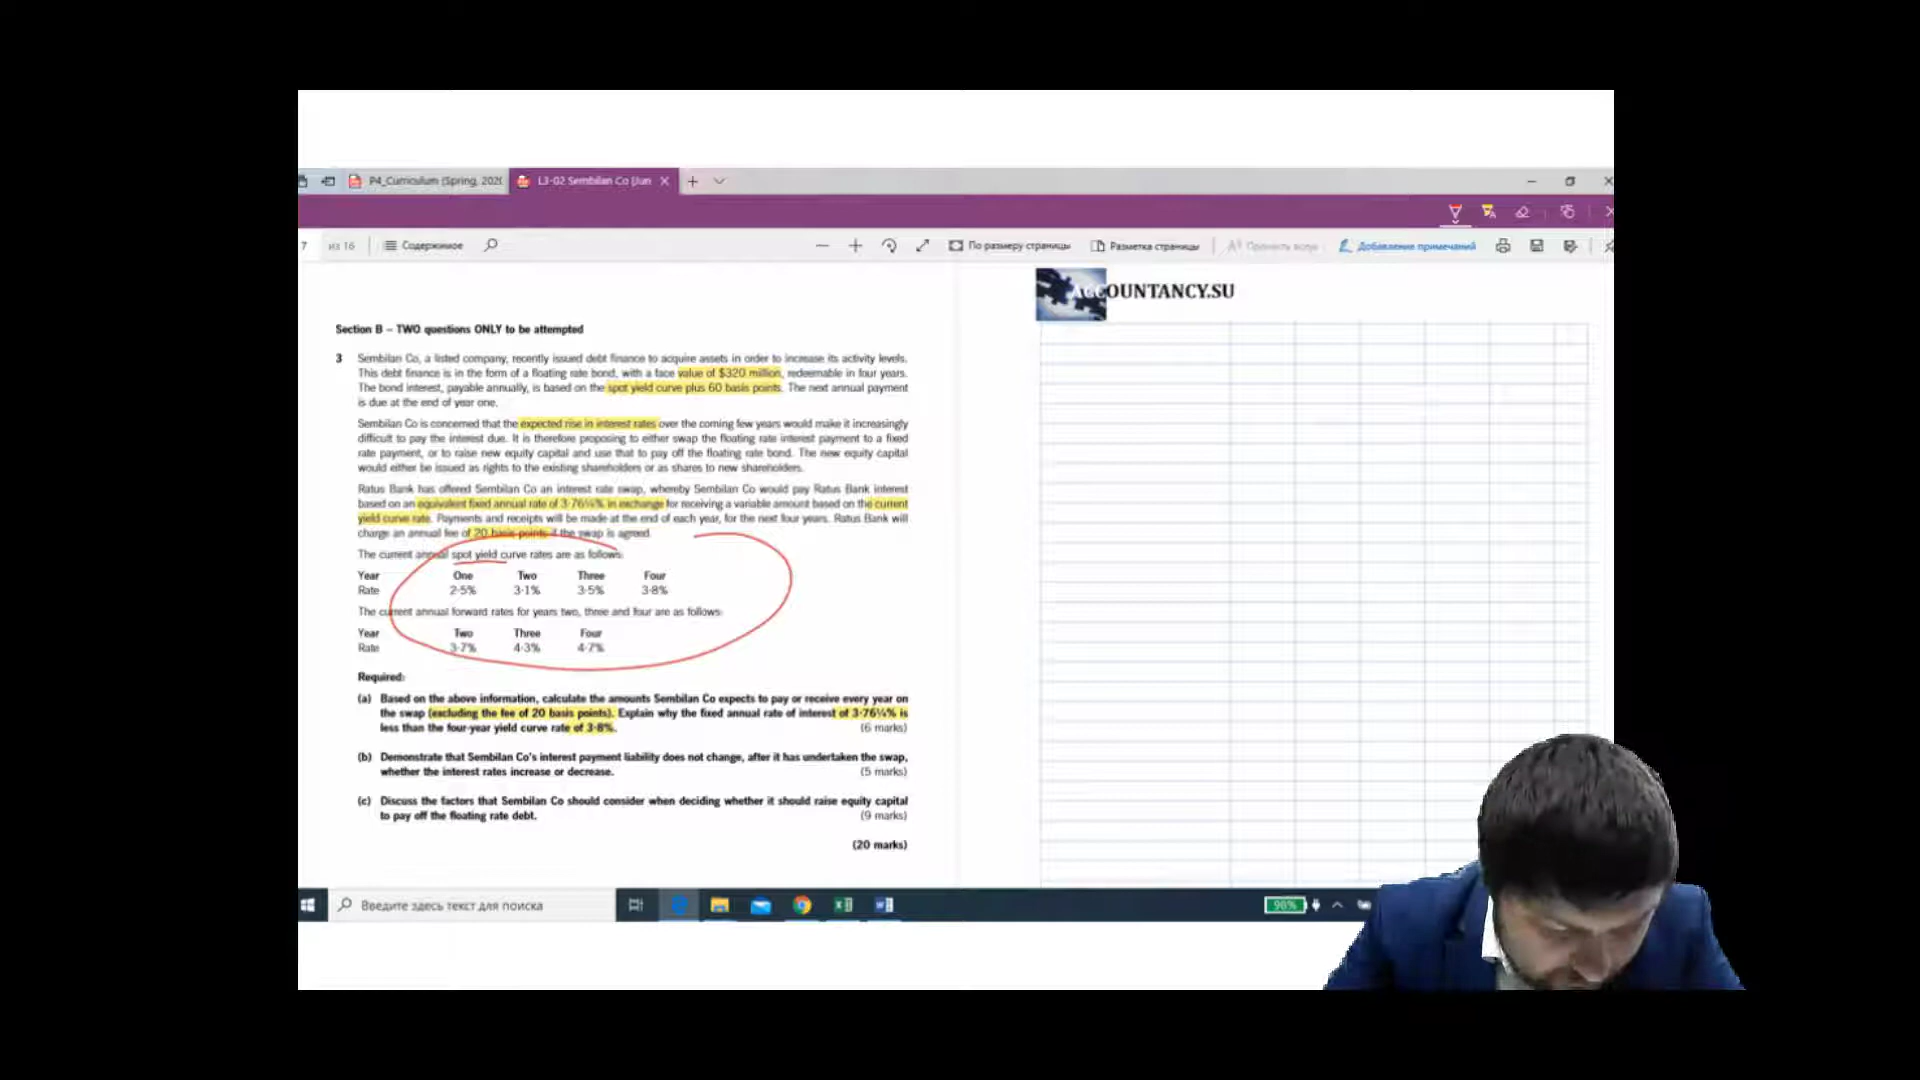 P4_Curriculum (Spring, 202(
L3-02 Sembilan Co (Jun
7 из 16
Содержимое
По размеру страницы
Разметка страницы
Добавление примечаний
ACCOUNTANCY.SU
Section B – TWO questions ONLY to be attempted
3 Sembilan Co, a listed company, recently issued debt finance to acquire assets in order to increase its activity levels.
This debt finance is in the form of a floating rate bond, with a face value of $320 million, redeemable in four years.
The bond interest, payable annually, is based on the spot yield curve plus 60 basis points. The next annual payment
is due at the end of year one.
Sembilan Co is concerned that the expected rise in interest rates over the coming few years would make it increasingly
difficult to pay the interest due. It is therefore proposing to either swap the floating rate interest payment to a fixed
rate payment, or to raise new equity capital and use that to pay off the floating rate bond. The new equity capital
would either be issued as rights to the existing shareholders or as shares to new shareholders.
Ratus Bank has offered Sembilan Co an interest rate swap, whereby Sembilan Co would pay Ratus Bank interest
based on an equivalent fixed annual rate of 3·76¼% in exchange for receiving a variable amount based on the current
yield curve rate. Payments and receipts will be made at the end of each year, for the next four years. Ratus Bank will
charge an annual fee of 20 basis points if the swap is agreed.
The current annual spot yield curve rates are as follows:
Year One Two Three Four
Rate 2·5% 3·1% 3·5% 3·8%
The current annual forward rates for years two, three and four are as follows:
Year Two Three Four
Rate 3·7% 4·3% 4·7%
Required:
(a) Based on the above information, calculate the amounts Sembilan Co expects to pay or receive every year on
the swap (excluding the fee of 20 basis points). Explain why the fixed annual rate of interest of 3·76¼% is
less than the four-year yield curve rate of 3·8%. (6 marks)
(b) Demonstrate that Sembilan Co's interest payment liability does not change, after it has undertaken the swap,
whether the interest rates increase or decrease. (5 marks)
(c) Discuss the factors that Sembilan Co should consider when deciding whether it should raise equity capital
to pay off the floating rate debt. (9 marks)
(20 marks)
Введите здесь текст для поиска
98%